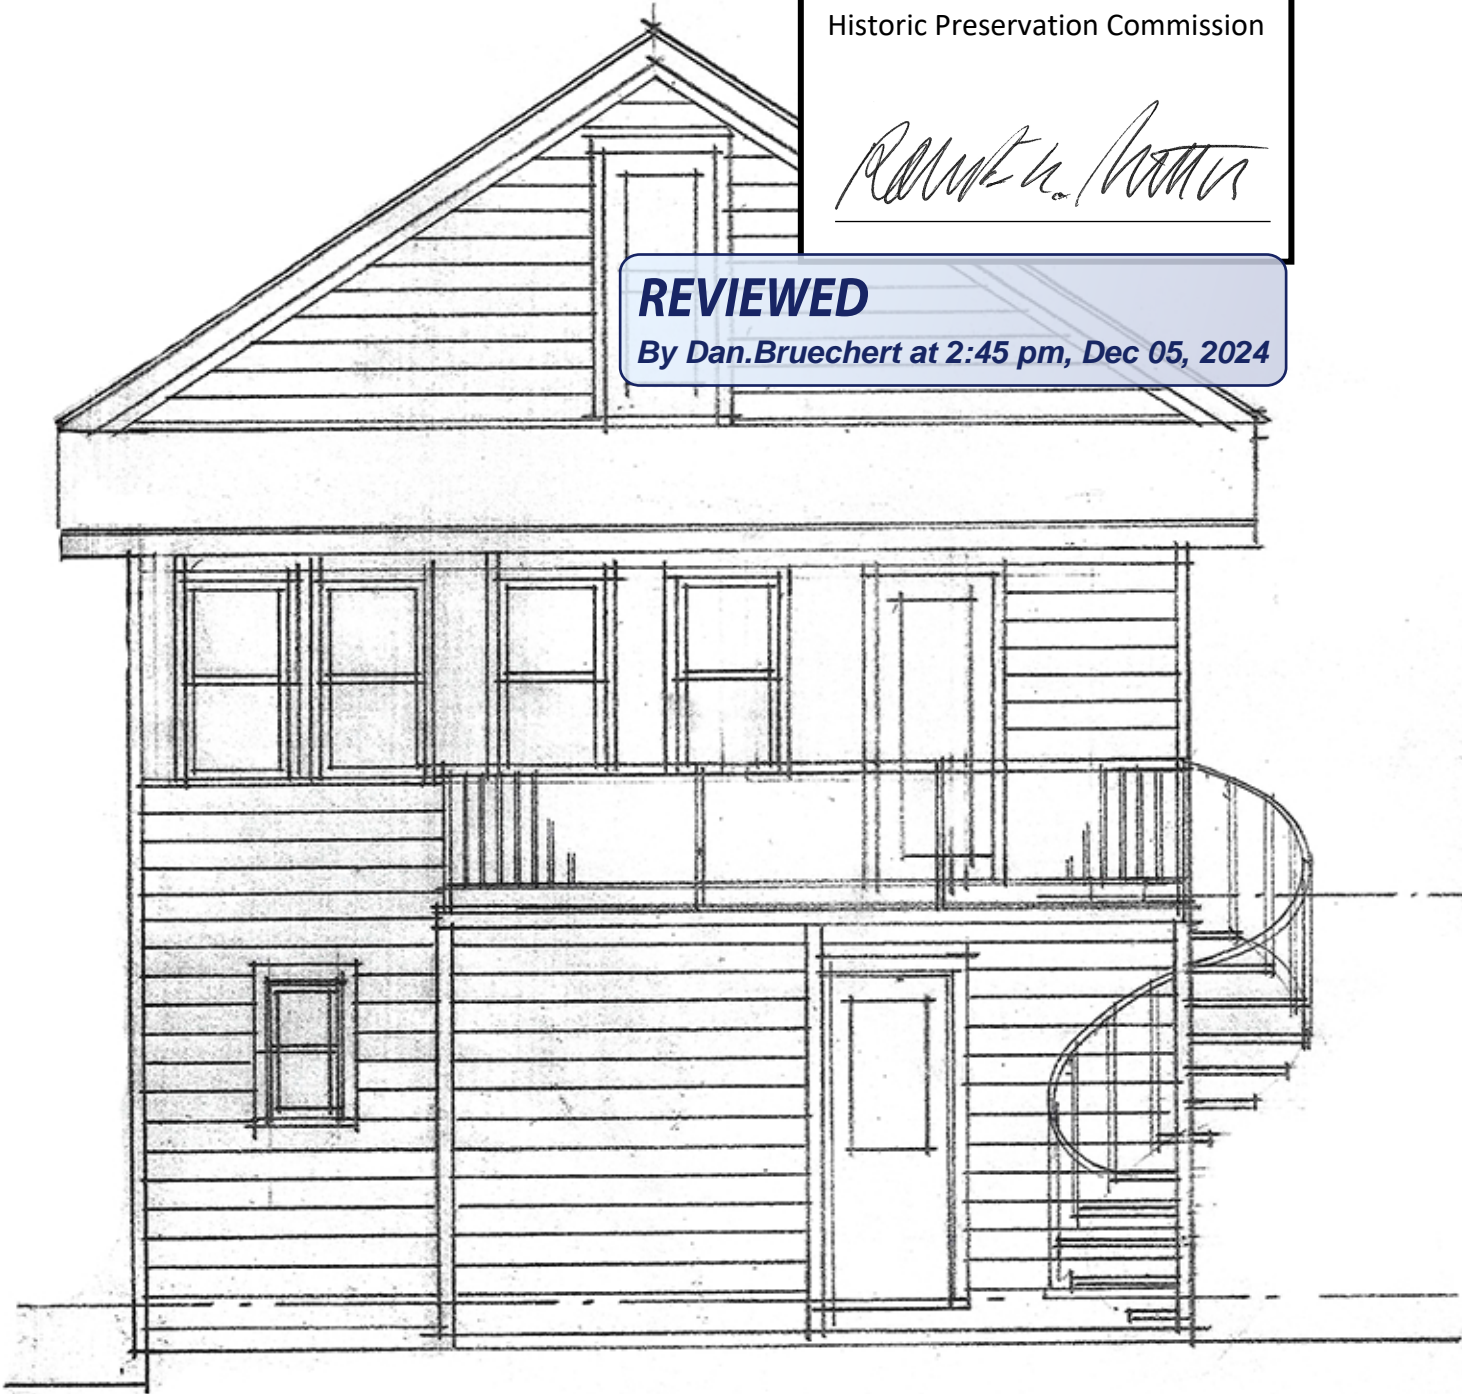 Historic Preservation Commission
REVIEWED
By Dan.Bruechert at 2:45 pm, Dec 05, 2024